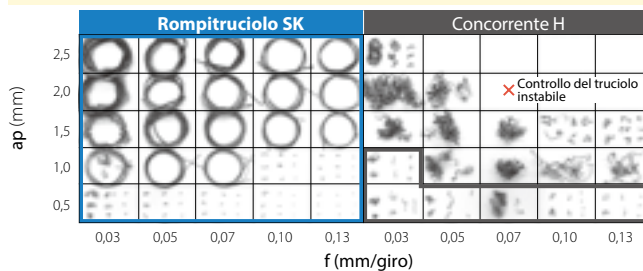 Rompitruciolo SK Concorrente H
ap (mm)
2,5
2,0
1,5
1,0
0,5
Controllo del truciolo
instabile
0,03 0,05 0,07 0,10 0,13 0,03 0,05 0,07 0,10 0,13
f (mm/giro)